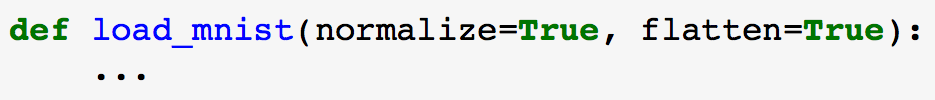 def load_mnist(normalize=True, flatten=True):
    ...